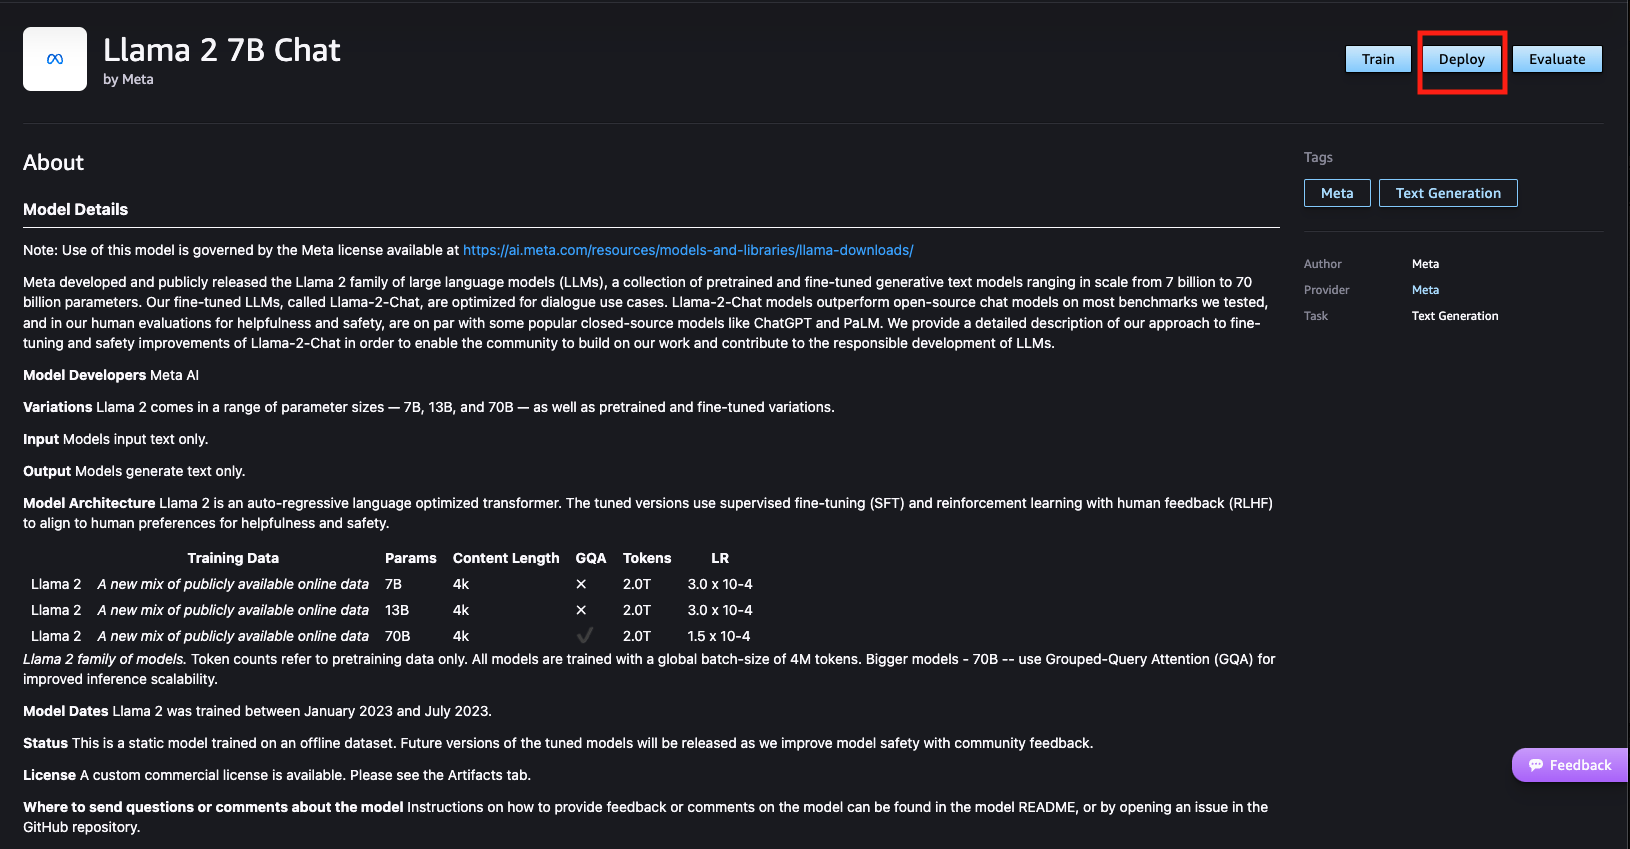 Llama 2 7B Chat
by Meta
Train
Deploy
Evaluate
About
Model Details
Note: Use of this model is governed by the Meta license available at https://ai.meta.com/resources/models-and-libraries/llama-downloads/
Meta developed and publicly released the Llama 2 family of large language models (LLMs), a collection of pretrained and fine-tuned generative text models ranging in scale from 7 billion to 70
billion parameters. Our fine-tuned LLMs, called Llama-2-Chat, are optimized for dialogue use cases. Llama-2-Chat models outperform open-source chat models on most benchmarks we tested,
and in our human evaluations for helpfulness and safety, are on par with some popular closed-source models like ChatGPT and PaLM. We provide a detailed description of our approach to fine-
tuning and safety improvements of Llama-2-Chat in order to enable the community to build on our work and contribute to the responsible development of LLMs.
Model Developers Meta AI
Variations Llama 2 comes in a range of parameter sizes — 7B, 13B, and 70B — as well as pretrained and fine-tuned variations.
Input Models input text only.
Output Models generate text only.
Model Architecture Llama 2 is an auto-regressive language optimized transformer. The tuned versions use supervised fine-tuning (SFT) and reinforcement learning with human feedback (RLHF)
to align to human preferences for helpfulness and safety.
Training Data Params Content Length GQA Tokens LR
Llama 2 A new mix of publicly available online data 7B 4k ✕ 2.0T 3.0 x 10-4
Llama 2 A new mix of publicly available online data 13B 4k ✕ 2.0T 3.0 x 10-4
Llama 2 A new mix of publicly available online data 70B 4k ✔ 2.0T 1.5 x 10-4
Llama 2 family of models. Token counts refer to pretraining data only. All models are trained with a global batch-size of 4M tokens. Bigger models - 70B -- use Grouped-Query Attention (GQA) for
improved inference scalability.
Model Dates Llama 2 was trained between January 2023 and July 2023.
Status This is a static model trained on an offline dataset. Future versions of the tuned models will be released as we improve model safety with community feedback.
License A custom commercial license is available. Please see the Artifacts tab.
Where to send questions or comments about the model Instructions on how to provide feedback or comments on the model can be found in the model README, or by opening an issue in the
GitHub repository.
Tags
Meta
Text Generation
Author Meta
Provider Meta
Task Text Generation
Feedback